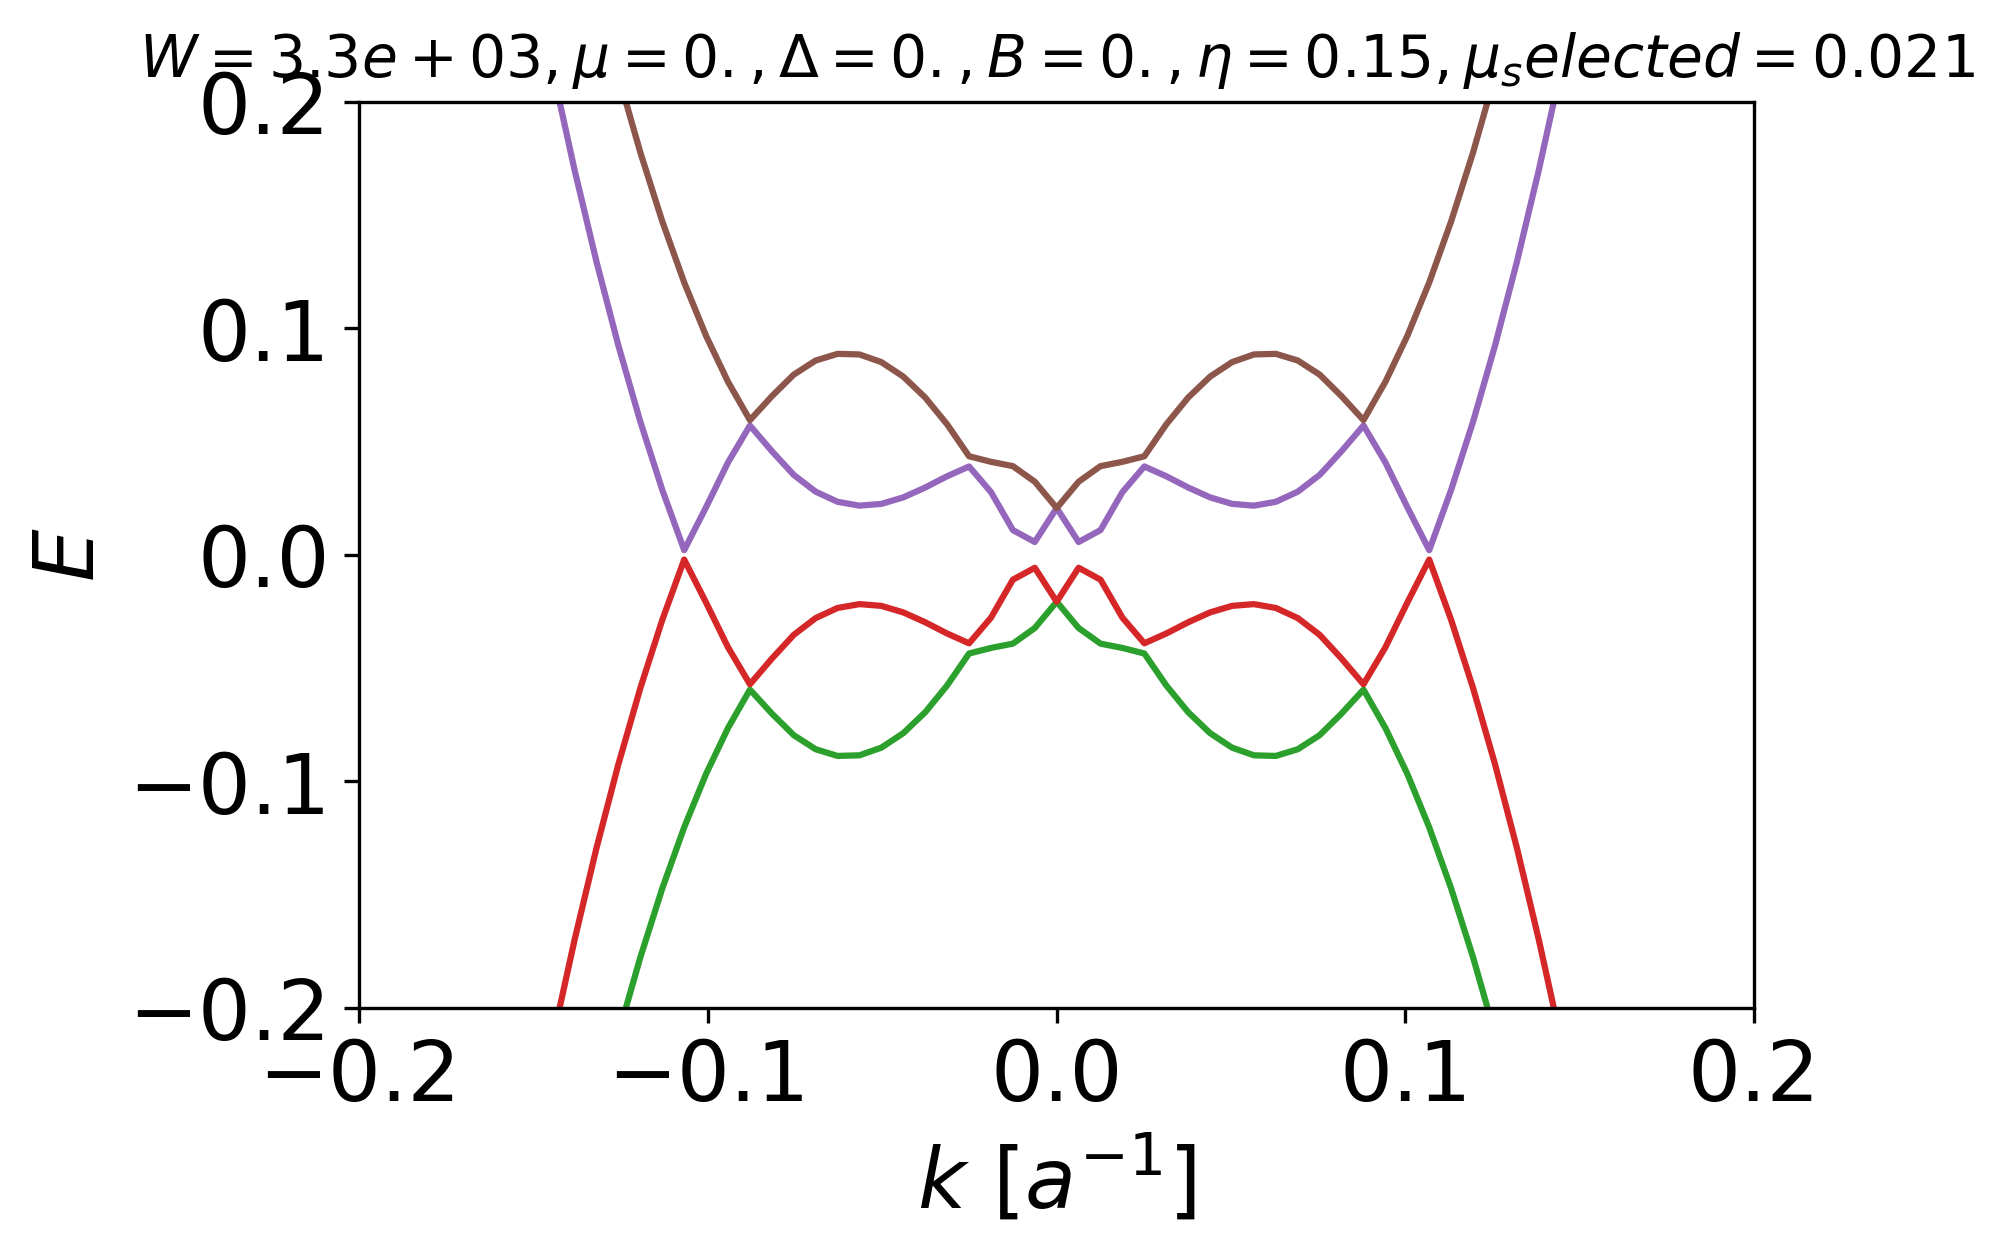 W = 3.3e + 03, μ = 0. , Δ = 0. , B = 0. , η = 0.15, μ_selected = 0.021
0.2
0.1
0.0
−0.1
−0.2
E
−0.2 −0.1 0.0 0.1 0.2
k [a⁻¹]